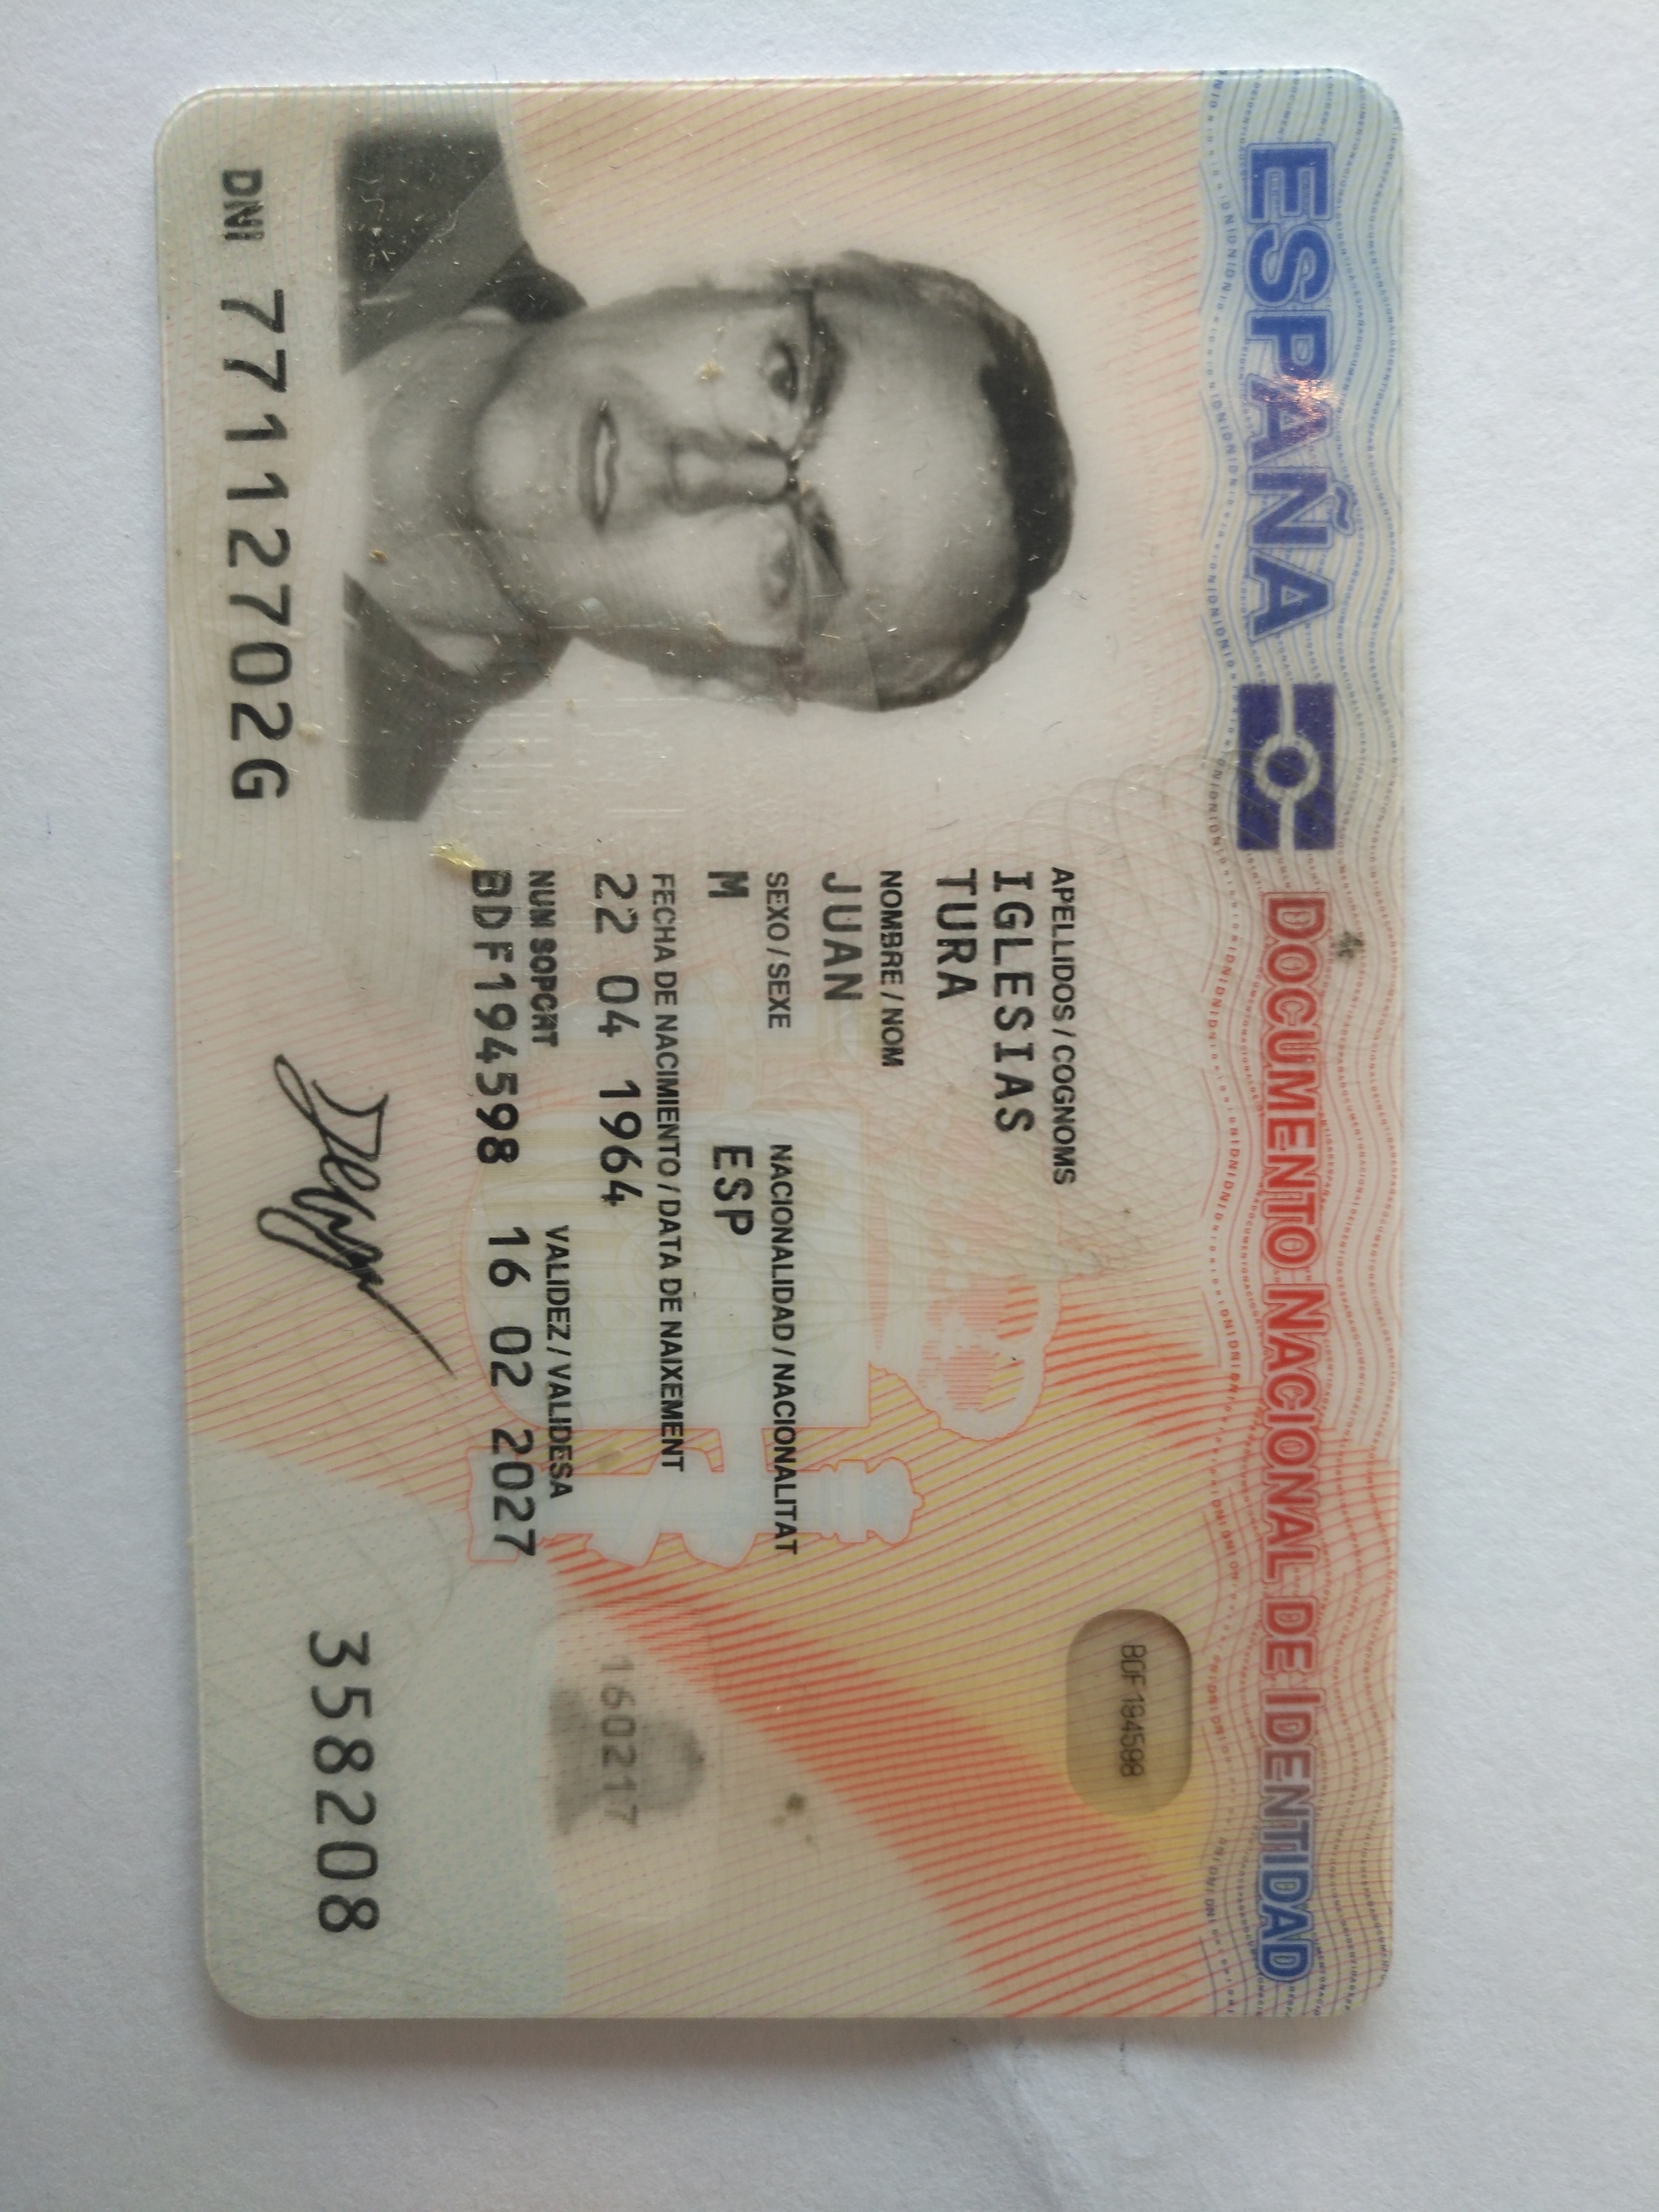 ESPAÑA DOCUMENTO NACIONAL DE IDENTIDAD
APELLIDOS / COGNOMS
IGLESIAS
TURA
NOMBRE / NOM
JUAN
SEXO / SEXE NACIONALIDAD / NACIONALITAT
M ESP
FECHA DE NACIMIENTO / DATA DE NAIXEMENT
22 04 1964
NUM SOPORT VALIDEZ / VALIDESA
BDF194598 16 02 2027
BDF194598
160217
DNI 77112702G
358208